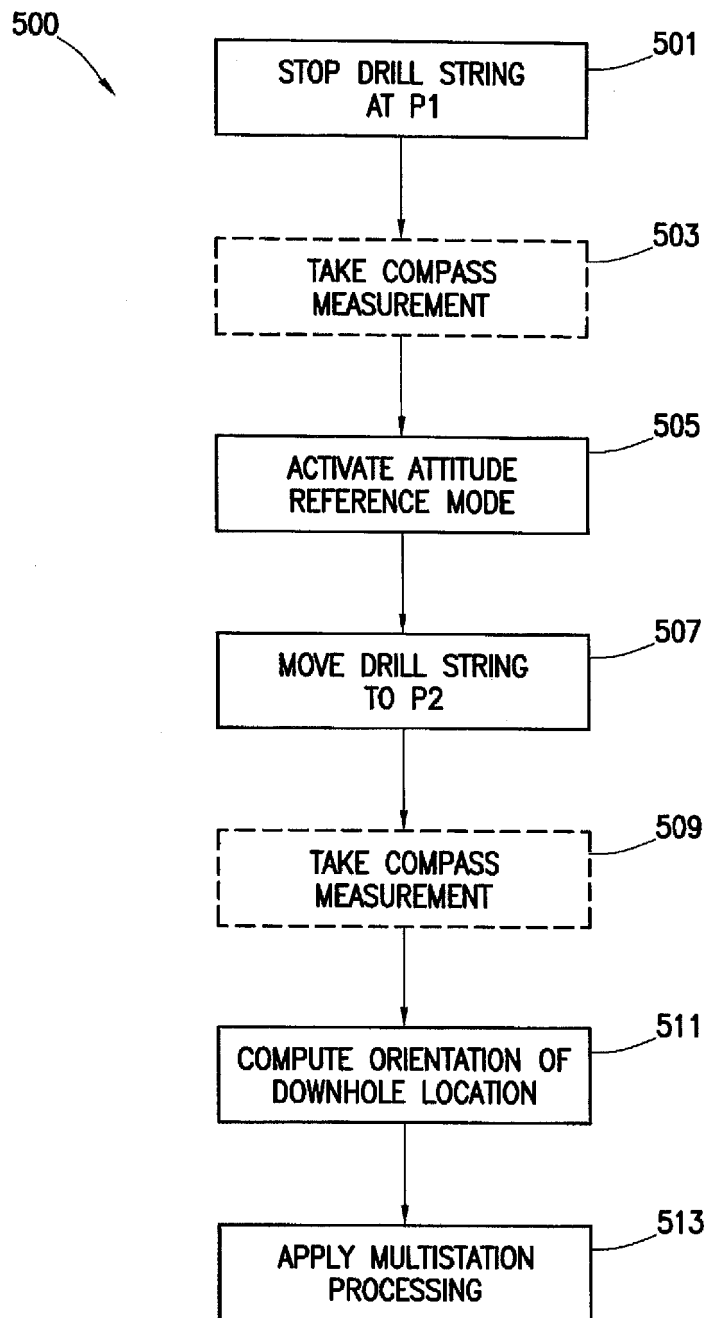 500
501
STOP DRILL STRING
AT P1
503
TAKE COMPASS
MEASUREMENT
505
ACTIVATE ATTITUDE
REFERENCE MODE
507
MOVE DRILL STRING
TO P2
509
TAKE COMPASS
MEASUREMENT
511
COMPUTE ORIENTATION OF
DOWNHOLE LOCATION
513
APPLY MULTISTATION
PROCESSING